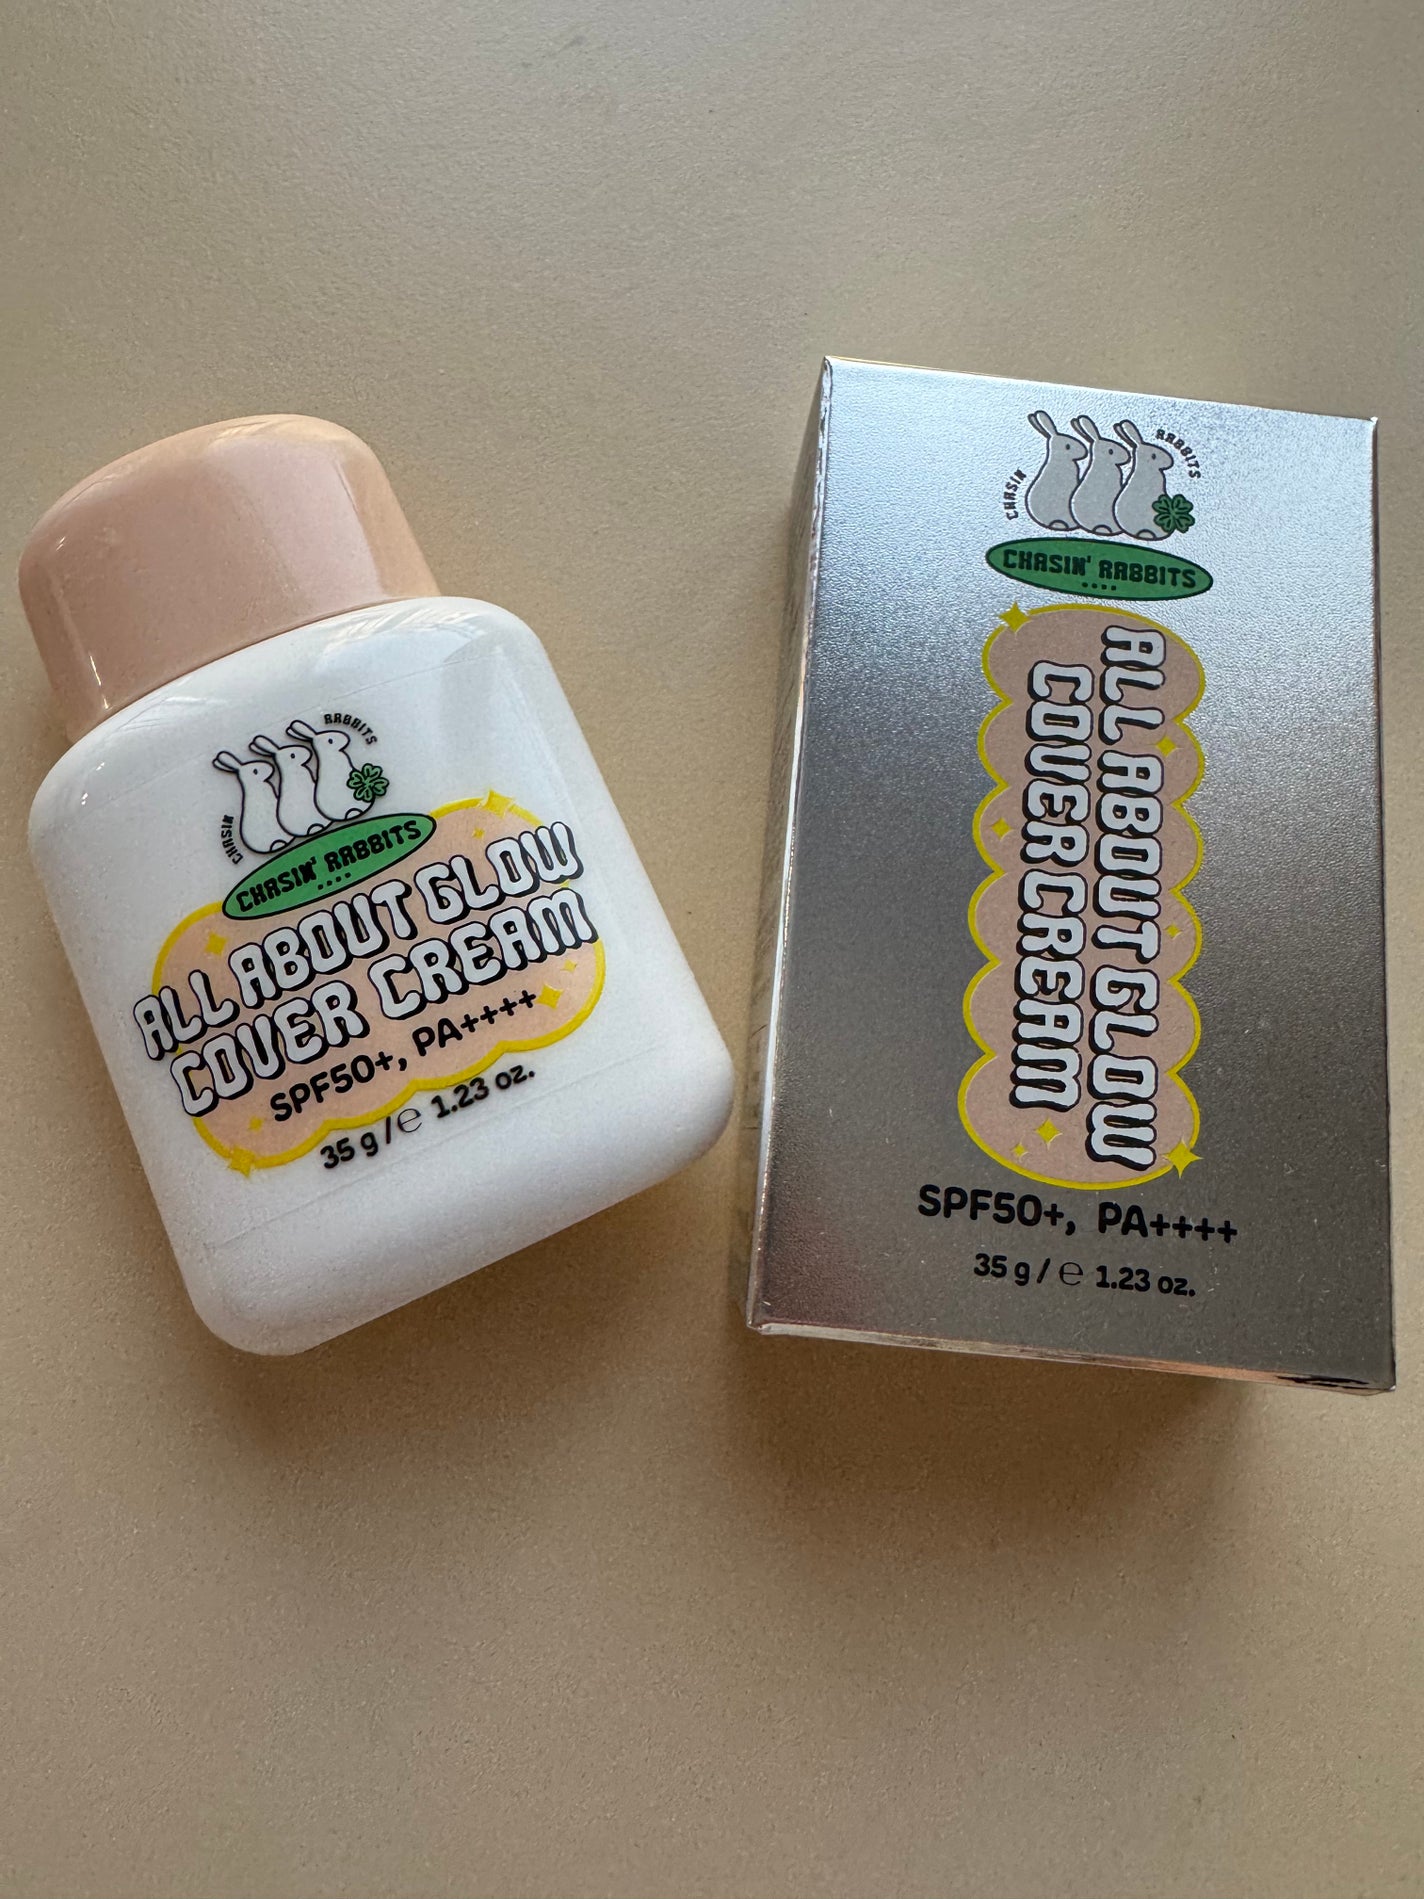 CHASIN
RABBITS
CHASIN' RABBITS
ALL ABOUT GLOW
COVER CREAM
SPF50+, PA++++
35 g / ℮ 1.23 oz.
CHASIN
RABBITS
CHASIN' RABBITS
ALL ABOUT GLOW
COVER CREAM
SPF50+, PA++++
35 g / ℮ 1.23 oz.